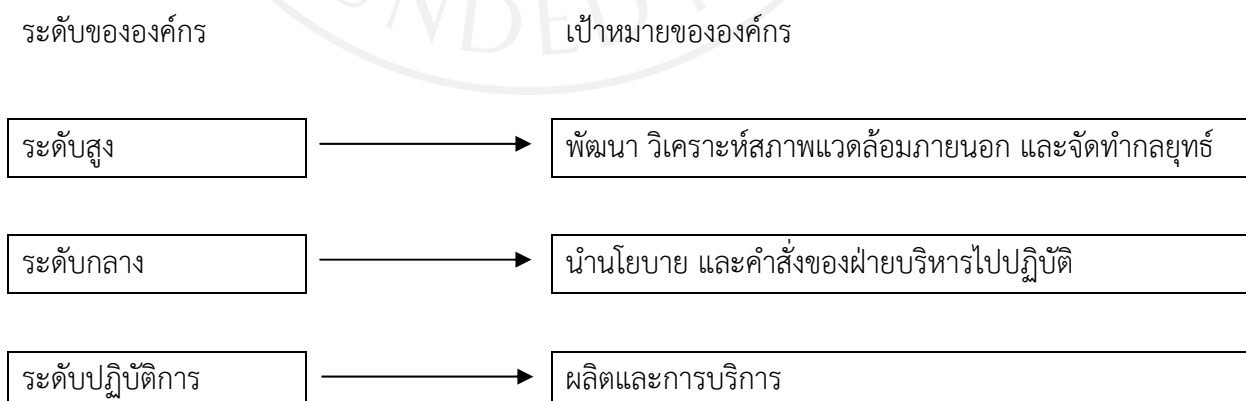 ระดับขององค์กร เป้าหมายขององค์กร
ระดับสูง พัฒนา วิเคราะห์สภาพแวดล้อมภายนอก และจัดทำกลยุทธ์
ระดับกลาง นำนโยบาย และคำสั่งของฝ่ายบริหารไปปฏิบัติ
ระดับปฏิบัติการ ผลิตและการบริการ